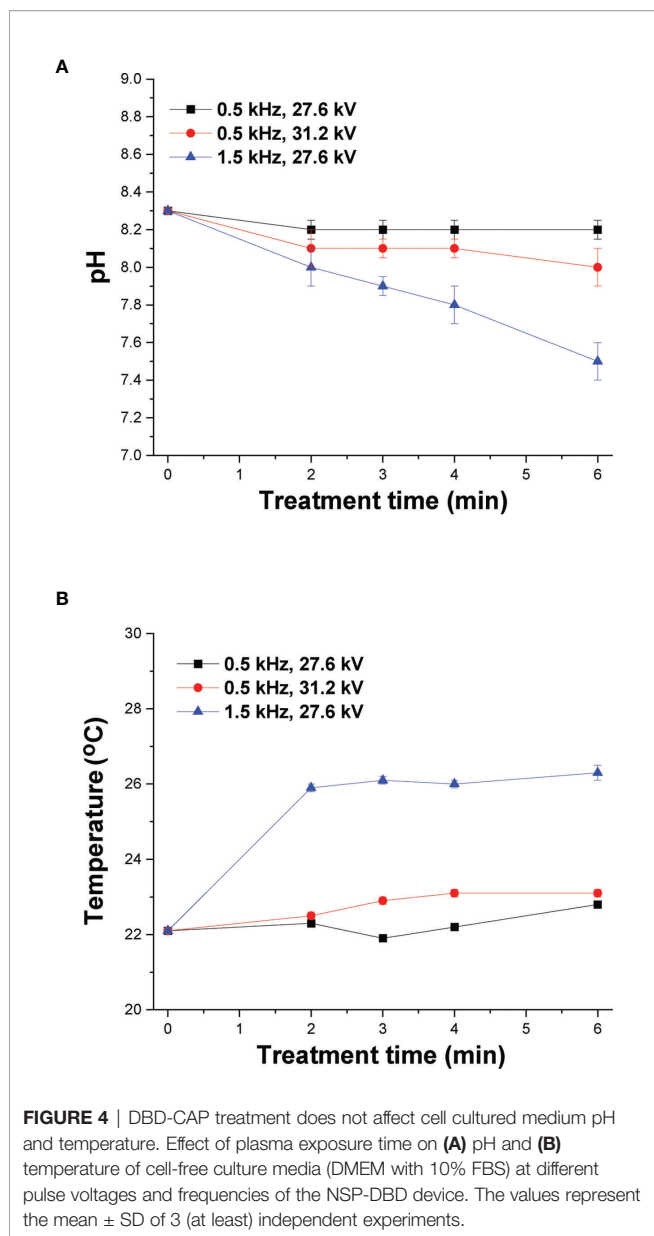 A
9.0
8.8
8.6
8.4
8.2
8.0
7.8
7.6
7.4
7.2
7.0
pH
0.5 kHz, 27.6 kV
0.5 kHz, 31.2 kV
1.5 kHz, 27.6 kV
0 1 2 3 4 5 6
Treatment time (min)
B
30
28
26
24
22
20
Temperature (°C)
0.5 kHz, 27.6 kV
0.5 kHz, 31.2 kV
1.5 kHz, 27.6 kV
0 1 2 3 4 5 6
Treatment time (min)
FIGURE 4 | DBD-CAP treatment does not affect cell cultured medium pH
and temperature. Effect of plasma exposure time on (A) pH and (B)
temperature of cell-free culture media (DMEM with 10% FBS) at different
pulse voltages and frequencies of the NSP-DBD device. The values represent
the mean ± SD of 3 (at least) independent experiments.